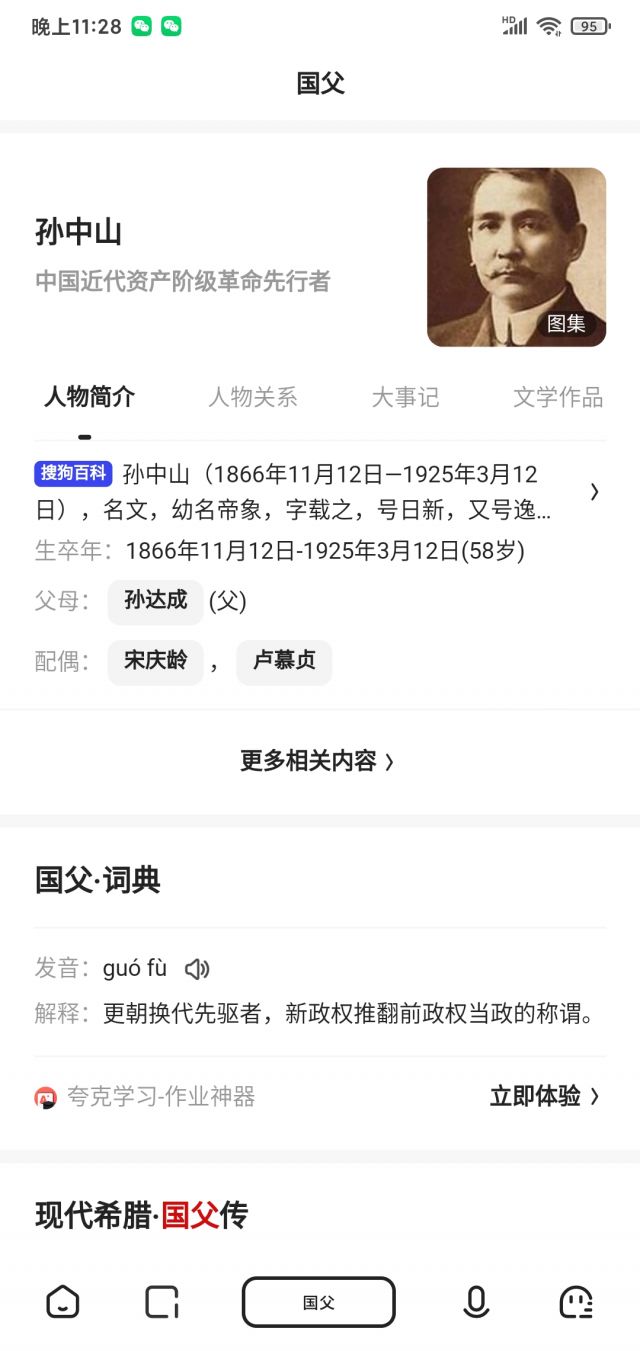 晚上11:28
HD
95
国父
孙中山
中国近代资产阶级革命先行者
图集
人物简介 人物关系 大事记 文学作品
搜狗百科 孙中山（1866年11月12日—1925年3月12
日），名文，幼名帝象，字载之，号日新，又号逸...
生卒年：1866年11月12日-1925年3月12日(58岁)
父母：孙达成 (父)
配偶：宋庆龄 ， 卢慕贞
更多相关内容 ›
国父·词典
发音：guó fù
解释：更朝换代先驱者，新政权推翻前政权当政的称谓。
夸克学习-作业神器 立即体验 ›
现代希腊·国父传
国父